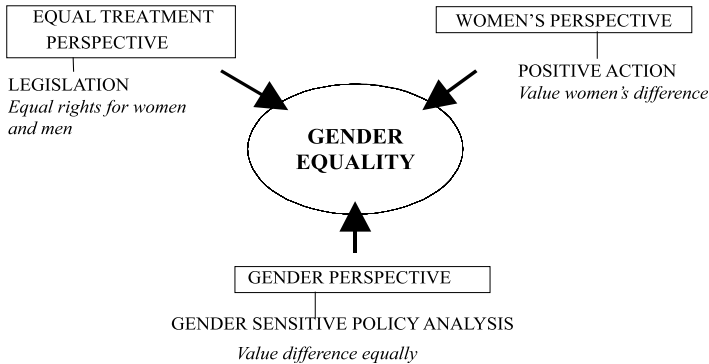 EQUAL TREATMENT
PERSPECTIVE
LEGISLATION
Equal rights for women
and men
WOMEN’S PERSPECTIVE
POSITIVE ACTION
Value women’s difference
GENDER
EQUALITY
GENDER PERSPECTIVE
GENDER SENSITIVE POLICY ANALYSIS
Value difference equally